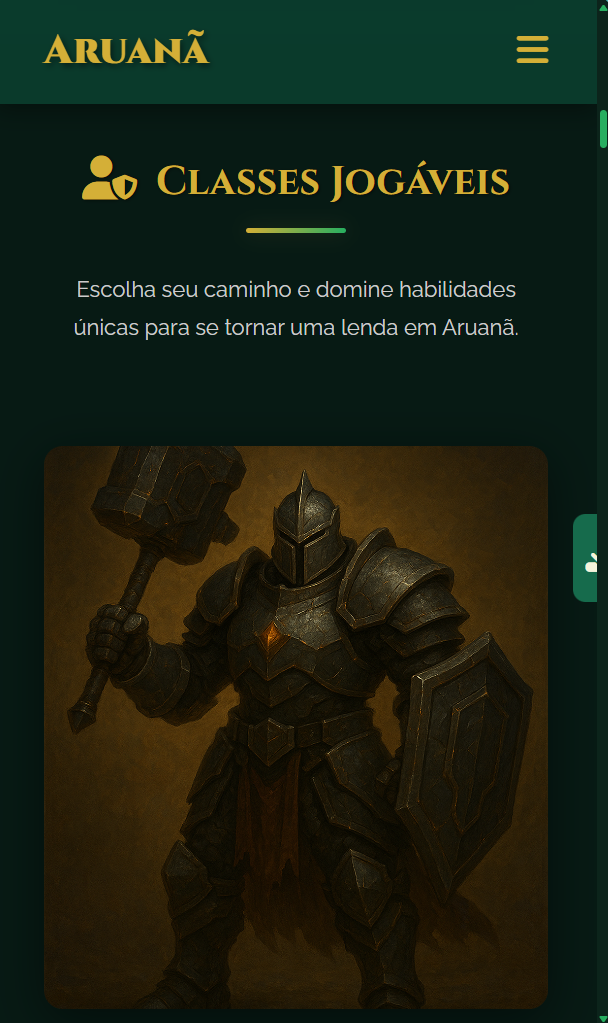 Aruanã
Classes Jogáveis
Escolha seu caminho e domine habilidades
únicas para se tornar uma lenda em Aruanã.